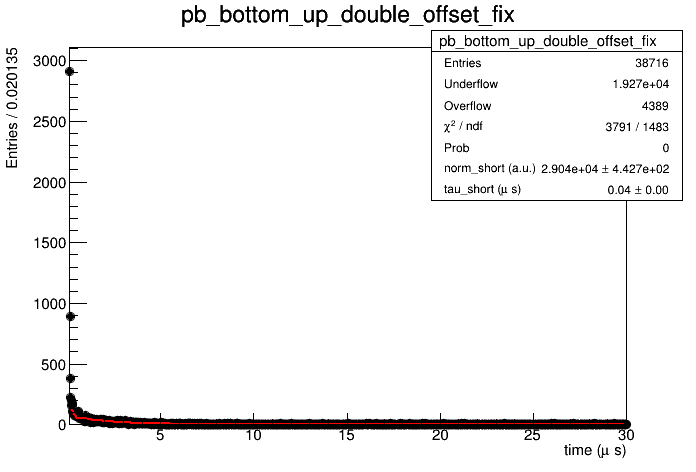 pb_bottom_up_double_offset_fix
pb_bottom_up_double_offset_fix
Entries 38716
Underflow 1.927e+04
Overflow 4389
χ² / ndf 3791 / 1483
Prob 0
norm_short (a.u.) 2.904e+04 ± 4.427e+02
tau_short (μ s) 0.04 ± 0.00
Entries / 0.020135
3000
2500
2000
1500
1000
500
0
5 10 15 20 25 30
time (μ s)